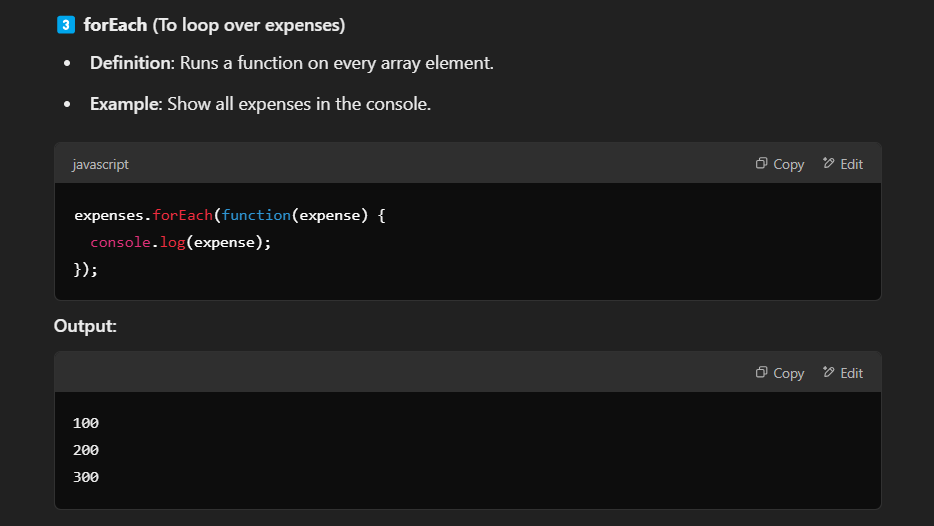 3 forEach (To loop over expenses)
• Definition: Runs a function on every array element.
• Example: Show all expenses in the console.
javascript Copy Edit
expenses.forEach(function(expense) {
  console.log(expense);
});
Output:
Copy Edit
100
200
300